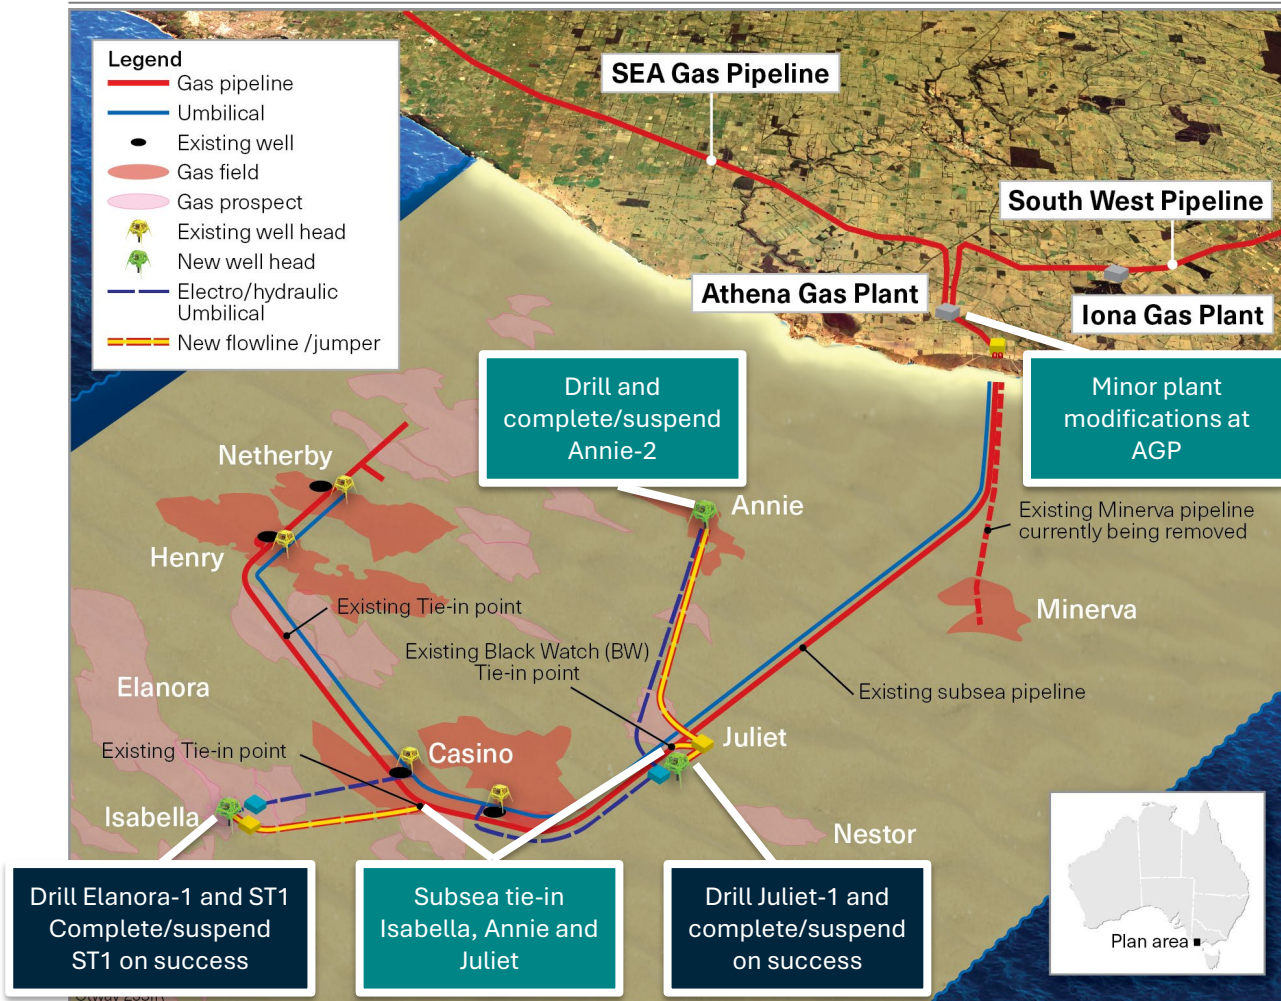 Legend
Gas pipeline
Umbilical
Existing well
Gas field
Gas prospect
Existing well head
New well head
Electro/hydraulic
Umbilical
New flowline /jumper
SEA Gas Pipeline
South West Pipeline
Athena Gas Plant
Iona Gas Plant
Drill and
complete/suspend
Annie-2
Minor plant
modifications at
AGP
Netherby
Annie
Existing Minerva pipeline
currently being removed
Henry
Existing Tie-in point
Minerva
Existing Black Watch (BW)
Tie-in point
Elanora
Existing subsea pipeline
Existing Tie-in point
Casino
Juliet
Isabella
Nestor
Drill Elanora-1 and ST1
Complete/suspend
ST1 on success
Subsea tie-in
Isabella, Annie and
Juliet
Drill Juliet-1 and
complete/suspend
on success
Plan area